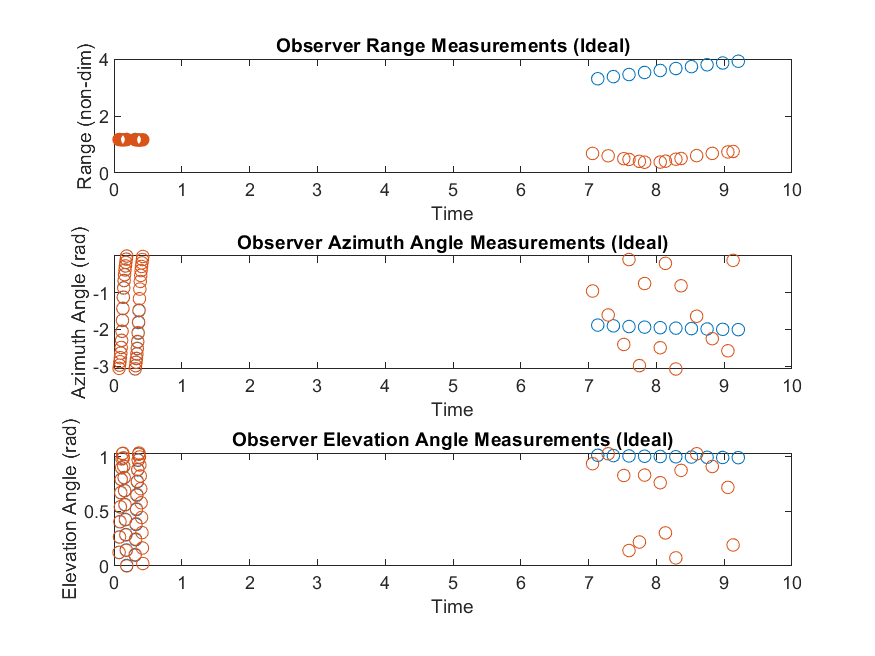 Observer Range Measurements (Ideal)
Range (non-dim)
4
2
0
0 1 2 3 4 5 6 7 8 9 10
Time
Observer Azimuth Angle Measurements (Ideal)
Azimuth Angle (rad)
-1
-2
-3
0 1 2 3 4 5 6 7 8 9 10
Time
Observer Elevation Angle Measurements (Ideal)
Elevation Angle (rad)
1
0.5
0
0 1 2 3 4 5 6 7 8 9 10
Time